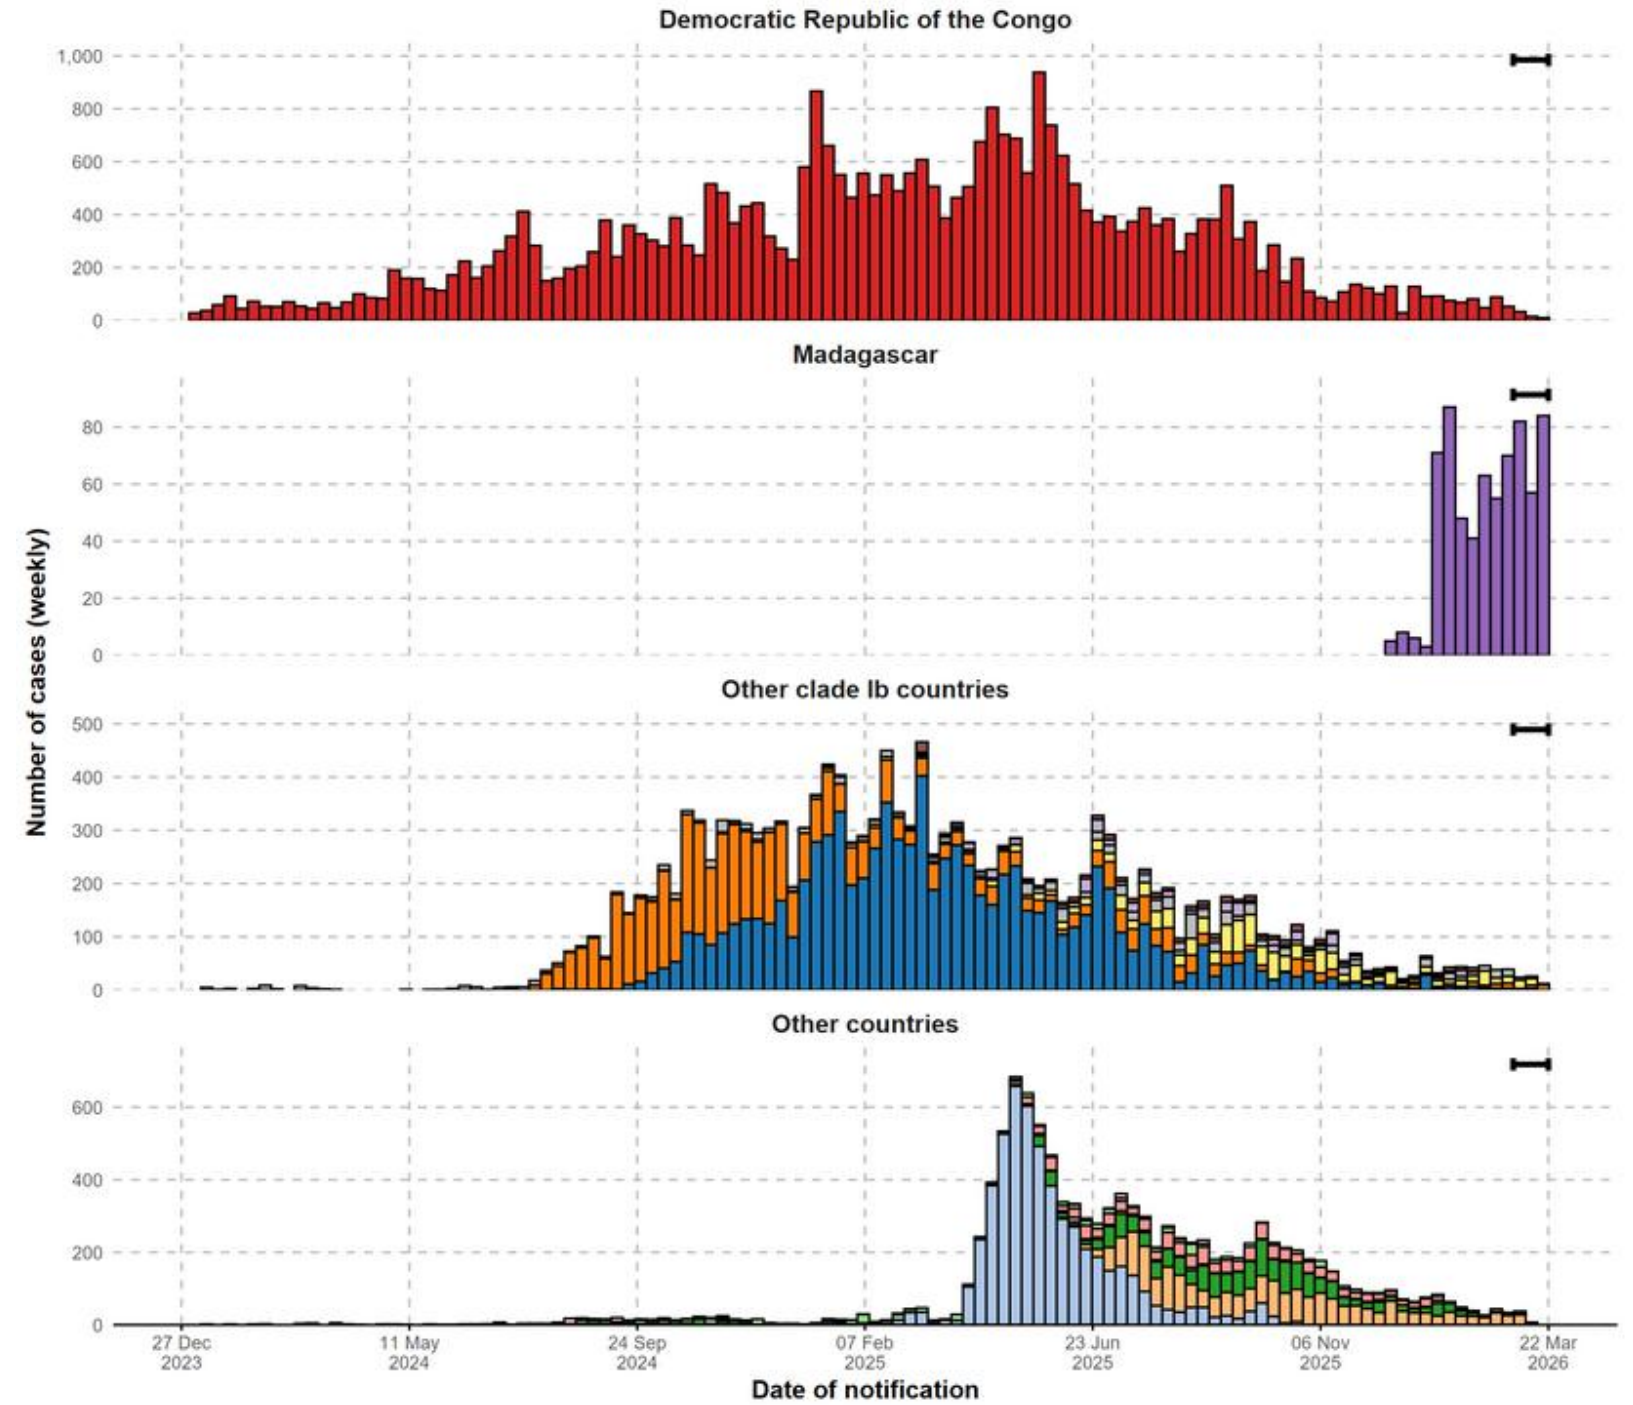 Democratic Republic of the Congo
1,000
800
600
400
200
0
Madagascar
80
60
40
20
0
Number of cases (weekly)
Other clade Ib countries
500
400
300
200
100
0
Other countries
600
400
200
0
27 Dec 11 May 24 Sep 07 Feb 23 Jun 06 Nov 22 Mar
2023 2024 2024 2025 2025 2025 2026
Date of notification